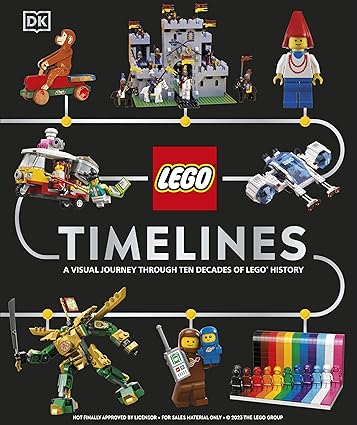 DK
LEGO
TIMELINES
A VISUAL JOURNEY THROUGH TEN DECADES OF LEGO® HISTORY
NOT FINALLY APPROVED BY LICENSOR • FOR SALES MATERIAL ONLY • © 2023 THE LEGO GROUP